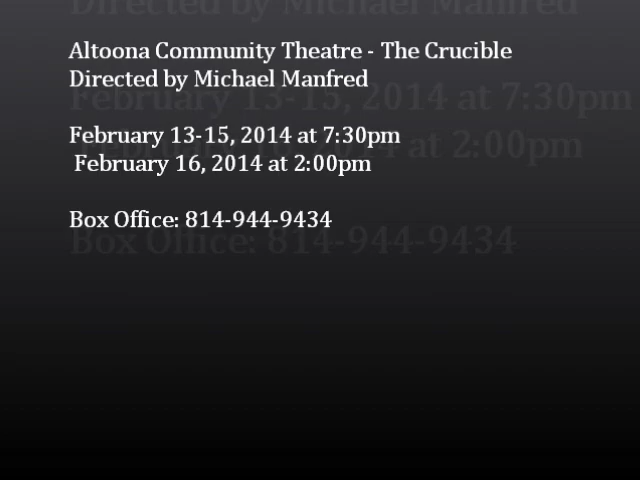 Altoona Community Theatre - The Crucible
Directed by Michael Manfred
February 13-15, 2014 at 7:30pm
February 16, 2014 at 2:00pm
Box Office: 814-944-9434